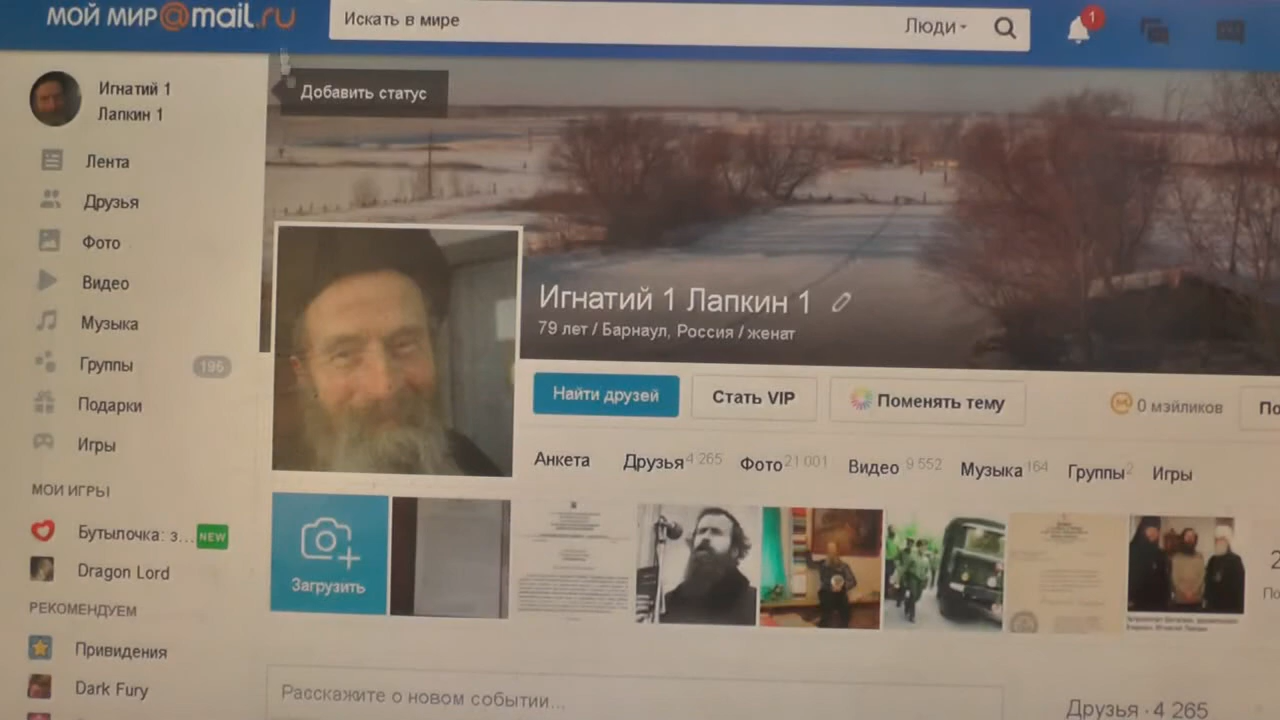 МОЙ МИР@mail.ru
Искать в мире
Люди
1
Игнатий 1
Лапкин 1
Лента
Друзья
Фото
Видео
Музыка
Группы 196
Подарки
Игры
МОИ ИГРЫ
Бутылочка: з... NEW
Dragon Lord
РЕКОМЕНДУЕМ
Привидения
Dark Fury
Добавить статус
Игнатий 1 Лапкин 1
79 лет / Барнаул, Россия / женат
Найти друзей
Стать VIP
Поменять тему
0 мэйликов
По
Анкета Друзья 4 265 Фото 21 001 Видео 9 552 Музыка 164 Группы 2 Игры
Загрузить
2
По
Расскажите о новом событии...
Друзья · 4 265